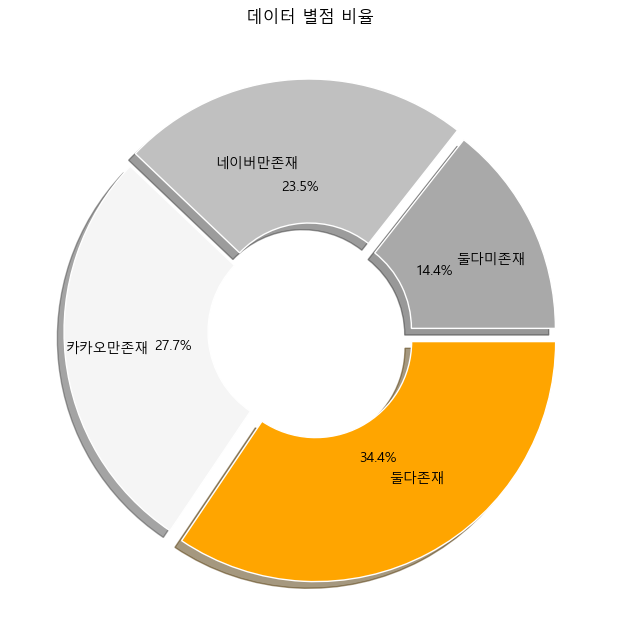 데이터 별점 비율
네이버만존재
23.5%
둘다미존재
14.4%
카카오만존재
27.7%
34.4%
둘다존재